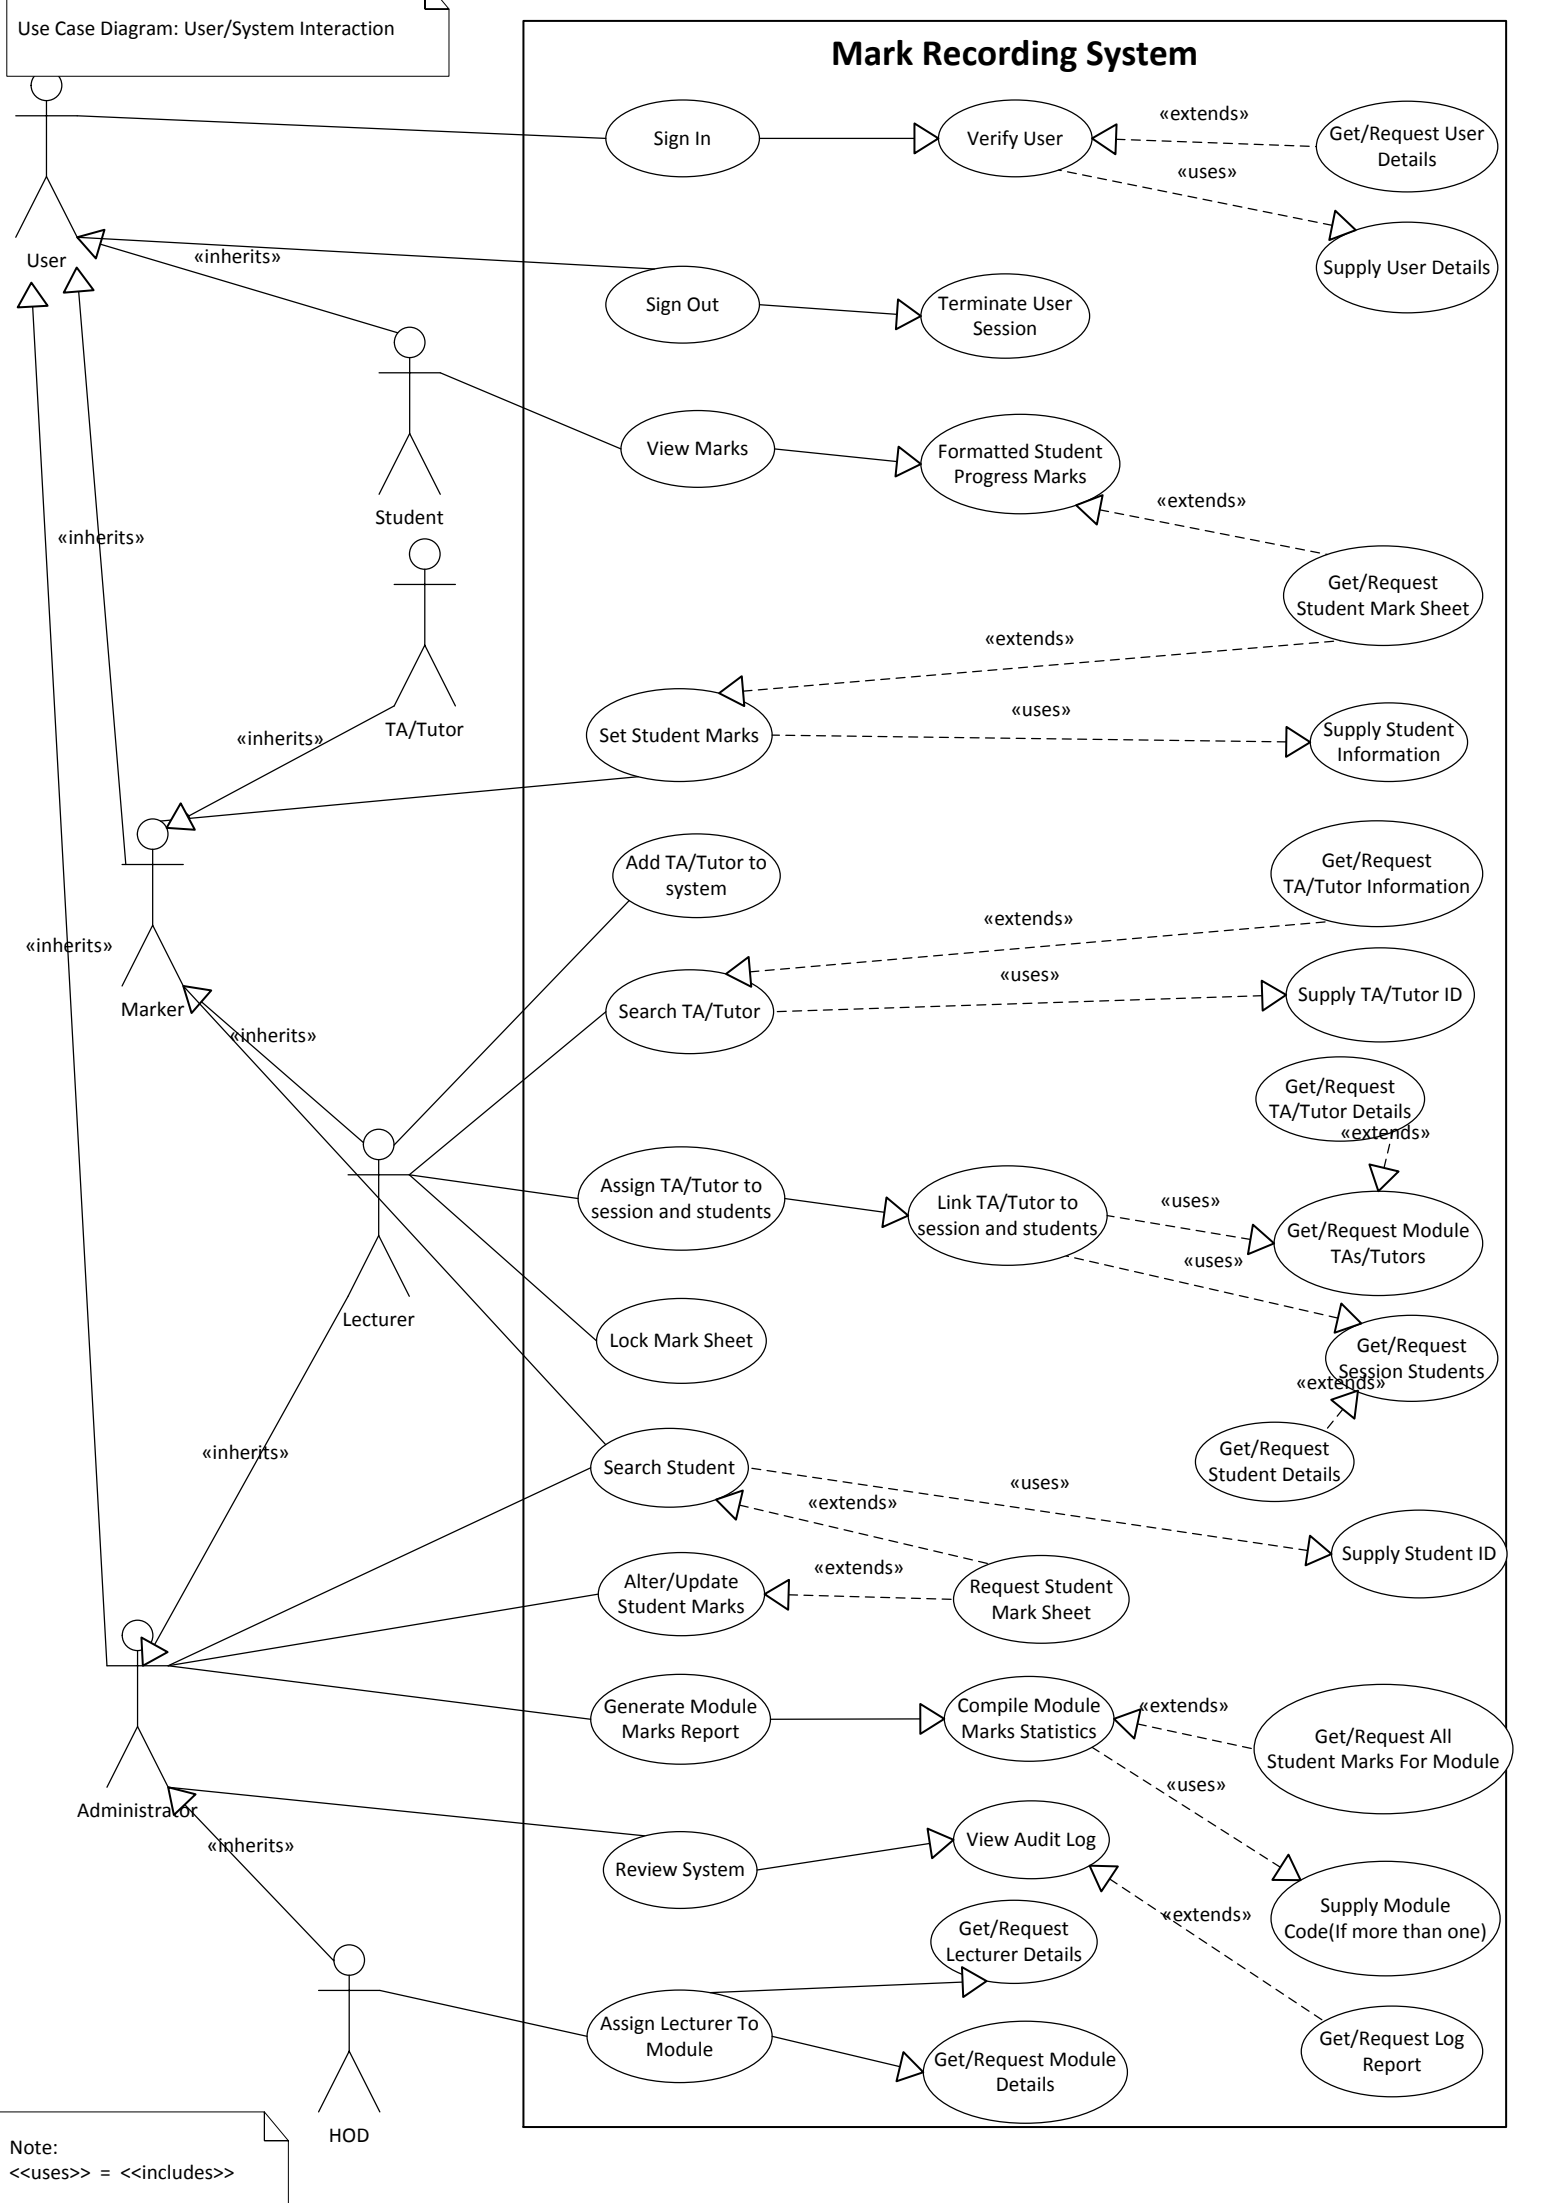 Use Case Diagram: User/System Interaction
Mark Recording System
Sign In
Verify User
«extends»
Get/Request User
Details
«uses»
Supply User Details
User
«inherits»
Sign Out
Terminate User
Session
Student
View Marks
Formatted Student
Progress Marks
«extends»
Get/Request
Student Mark Sheet
«inherits»
TA/Tutor
«extends»
Set Student Marks
«uses»
Supply Student
Information
«inherits»
Marker
Add TA/Tutor to
system
Get/Request
TA/Tutor Information
«extends»
«inherits»
Search TA/Tutor
«uses»
Supply TA/Tutor ID
«inherits»
Get/Request
TA/Tutor Details
«extends»
Lecturer
Assign TA/Tutor to
session and students
Link TA/Tutor to
session and students
«uses»
Get/Request Module
TAs/Tutors
«uses»
Lock Mark Sheet
Get/Request
Session Students
«extends»
Get/Request
Student Details
«inherits»
Search Student
«uses»
«extends»
Supply Student ID
Alter/Update
Student Marks
«extends»
Request Student
Mark Sheet
Administrator
Generate Module
Marks Report
Compile Module
Marks Statistics
«extends»
Get/Request All
Student Marks For Module
«uses»
«inherits»
Review System
View Audit Log
«extends»
Supply Module
Code(If more than one)
Get/Request
Lecturer Details
HOD
Assign Lecturer To
Module
Get/Request Module
Details
Get/Request Log
Report
Note:
<<uses>> = <<includes>>